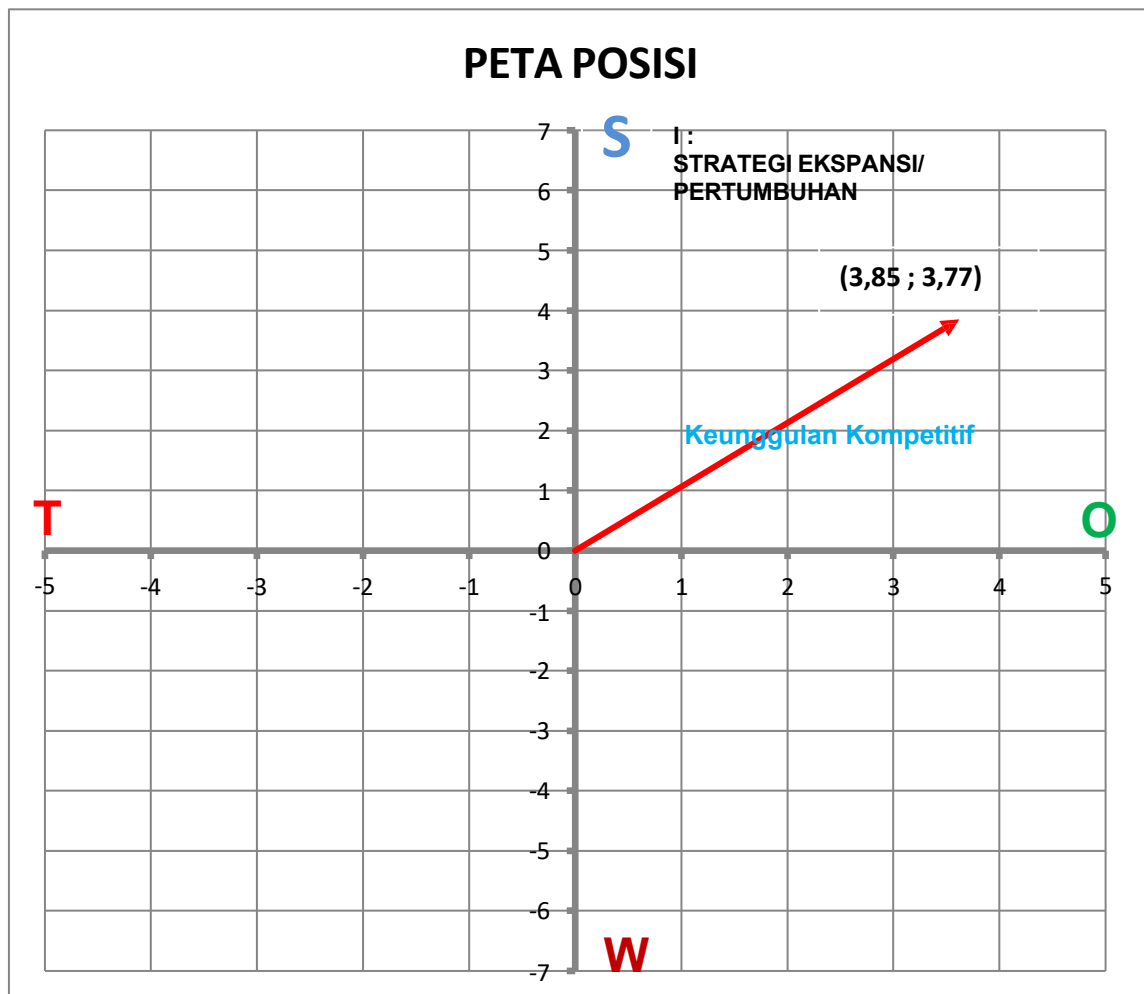 PETA POSISI
S
I :
STRATEGI EKSPANSI/
PERTUMBUHAN
(3,85 ; 3,77)
Keunggulan Kompetitif
T
O
W
7
6
5
4
3
2
1
0
-1
-2
-3
-4
-5
-6
-7
-5 -4 -3 -2 -1 0 1 2 3 4 5